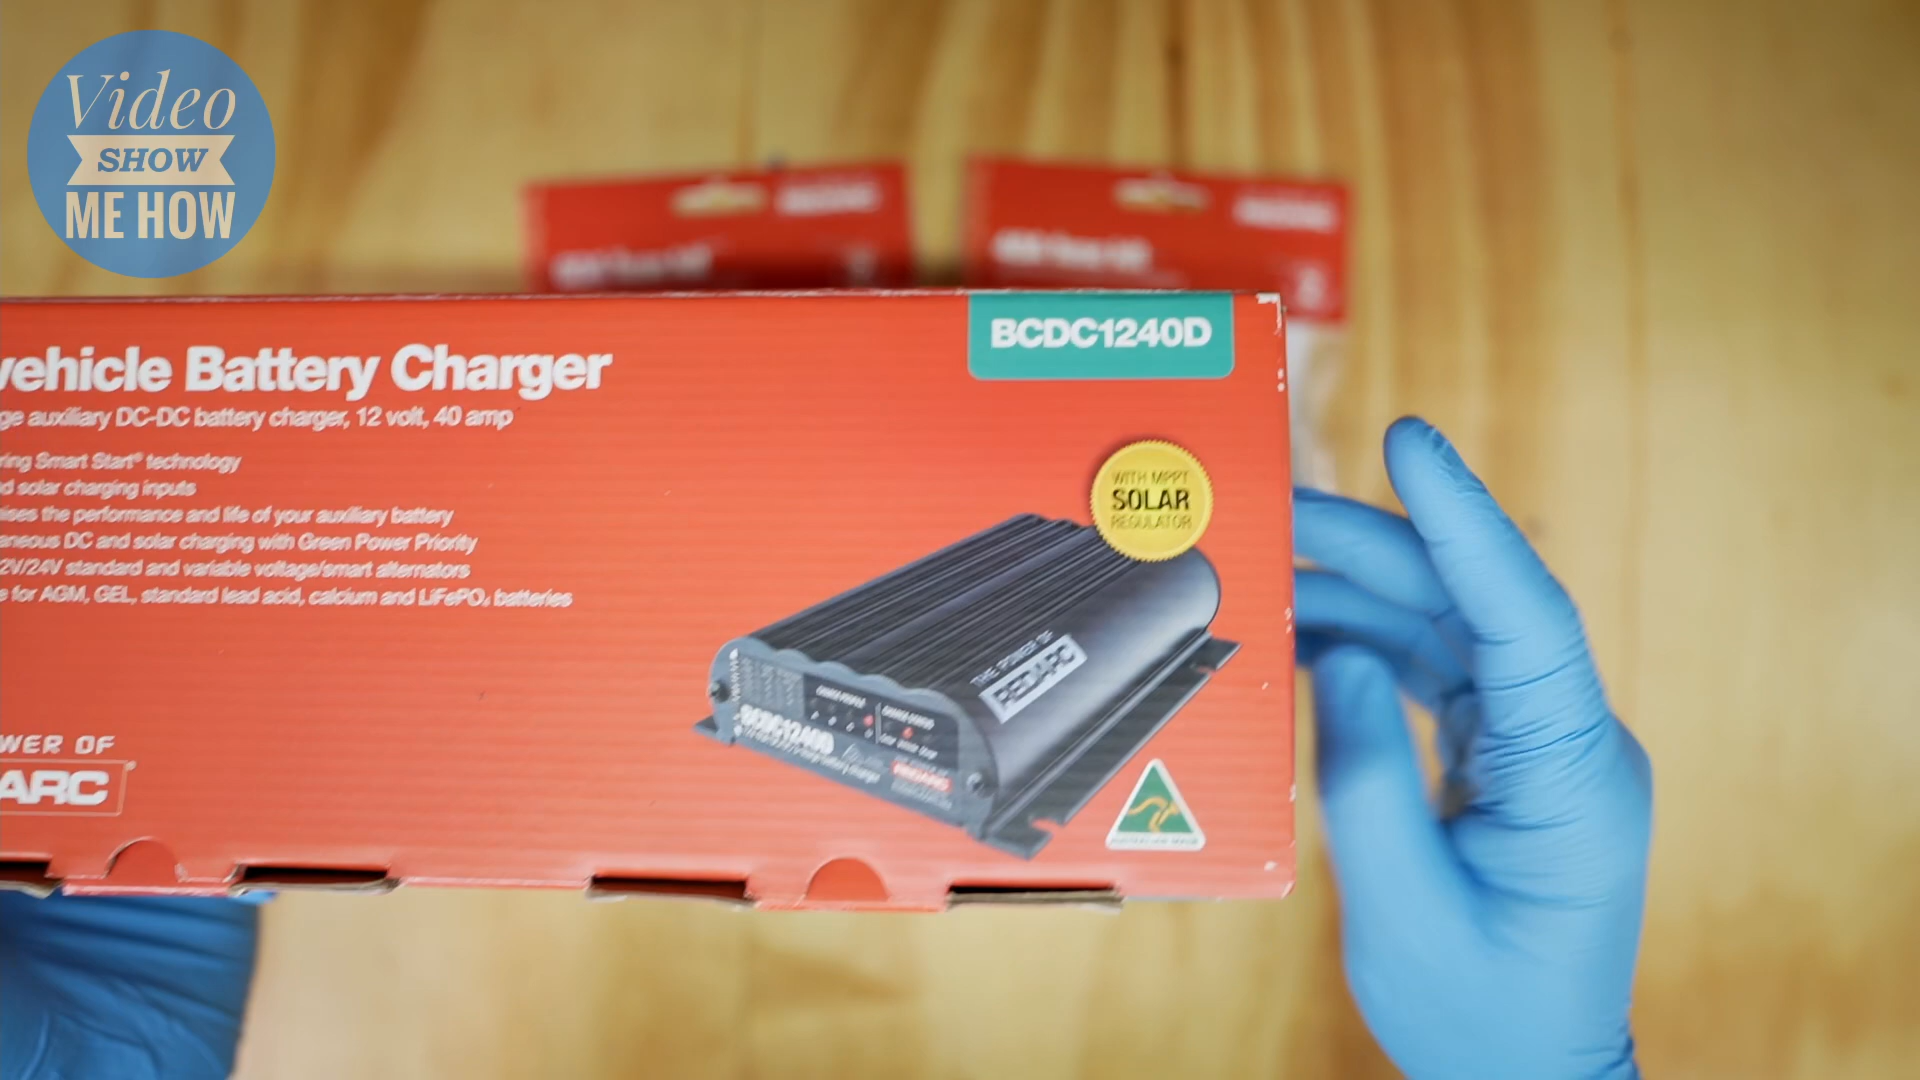 Video
SHOW
ME HOW
BCDC1240D
vehicle Battery Charger
ge auxiliary DC-DC battery charger, 12 volt, 40 amp
ring Smart Start® technology
d solar charging inputs
ises the performance and life of your auxiliary battery
aneous DC and solar charging with Green Power Priority
2V/24V standard and variable voltage/smart alternators
e for AGM, GEL, standard lead acid, calcium and LiFePO₄ batteries
WITH MPPT
SOLAR
REGULATOR
THE POWER OF
REDARC
BCDC1240D
WER OF
ARC